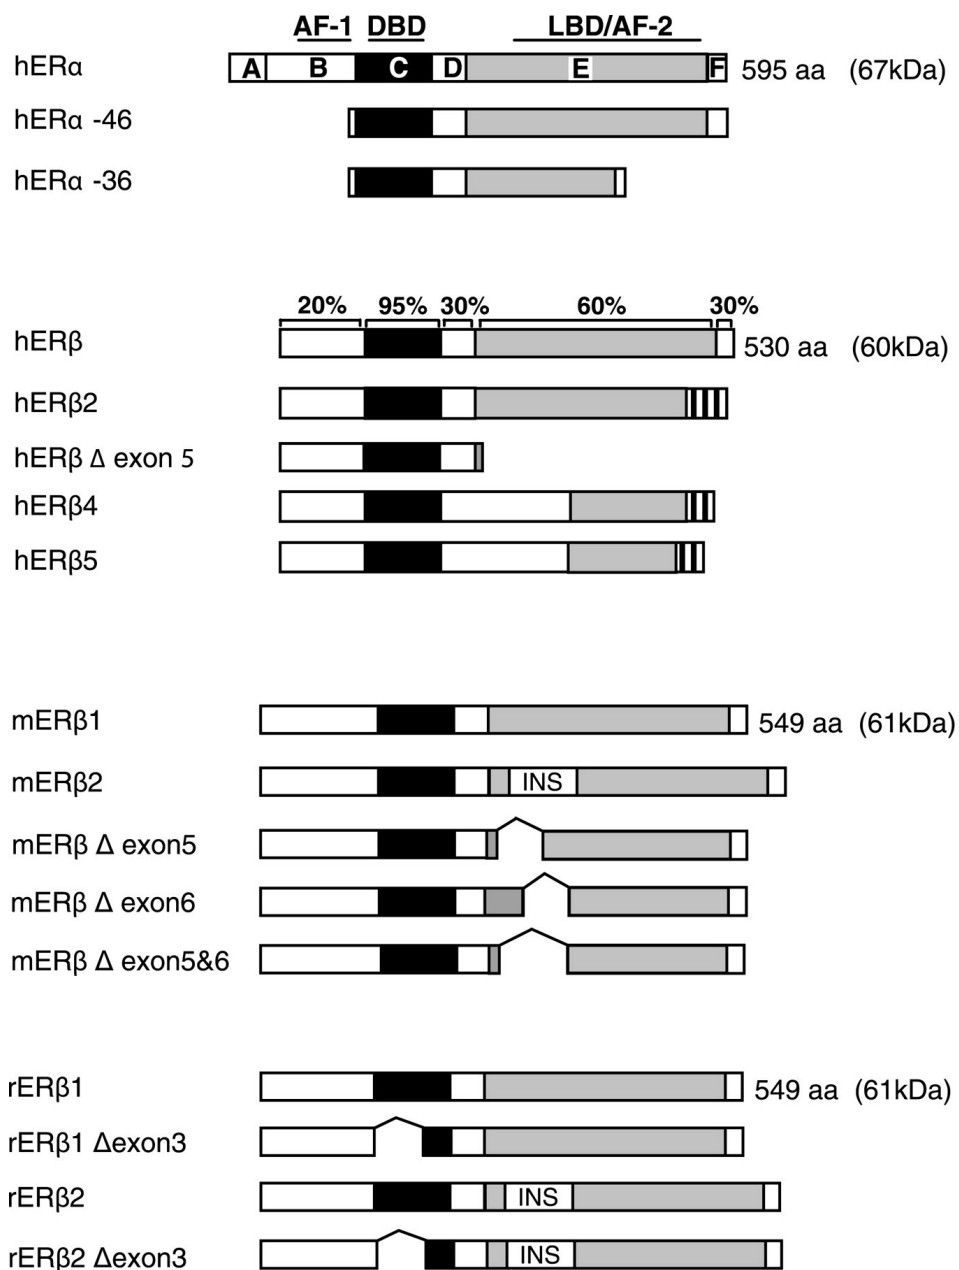 AF-1 DBD LBD/AF-2
hERα A B C D E F 595 aa (67kDa)
hERα -46
hERα -36
20% 95% 30% 60% 30%
hERβ 530 aa (60kDa)
hERβ2
hERβ Δ exon 5
hERβ4
hERβ5
mERβ1 549 aa (61kDa)
mERβ2 INS
mERβ Δ exon5
mERβ Δ exon6
mERβ Δ exon5&6
rERβ1 549 aa (61kDa)
rERβ1 Δexon3
rERβ2 INS
rERβ2 Δexon3 INS